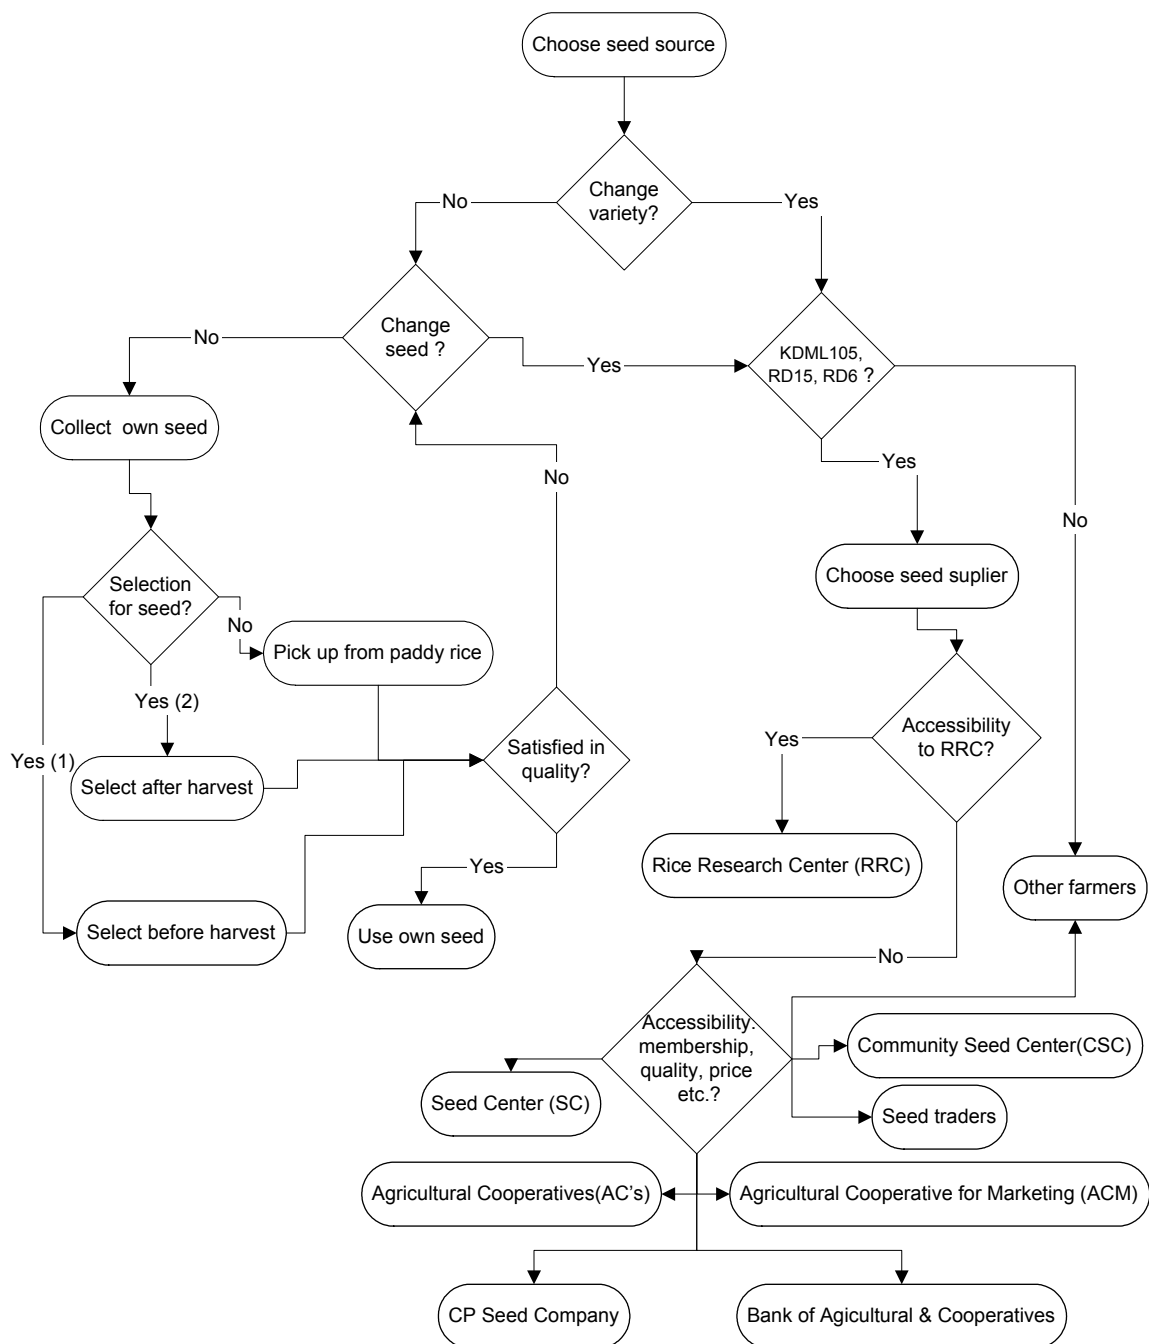 Choose seed source
Change
variety?
No
Yes
Change
seed ?
No
Yes
KDML105,
RD15, RD6 ?
Collect  own seed
Yes
No
No
Selection
for seed?
No
Choose seed suplier
Pick up from paddy rice
Yes (2)
Yes (1)
Select after harvest
Satisfied in
quality?
Accessibility
to RRC?
Yes
Yes
Rice Research Center (RRC)
Other farmers
Select before harvest
Use own seed
No
Accessibility.
membership,
quality, price
etc.?
Community Seed Center(CSC)
Seed Center (SC)
Seed traders
Agricultural Cooperatives(AC's)
Agricultural Cooperative for Marketing (ACM)
CP Seed Company
Bank of Agicultural & Cooperatives